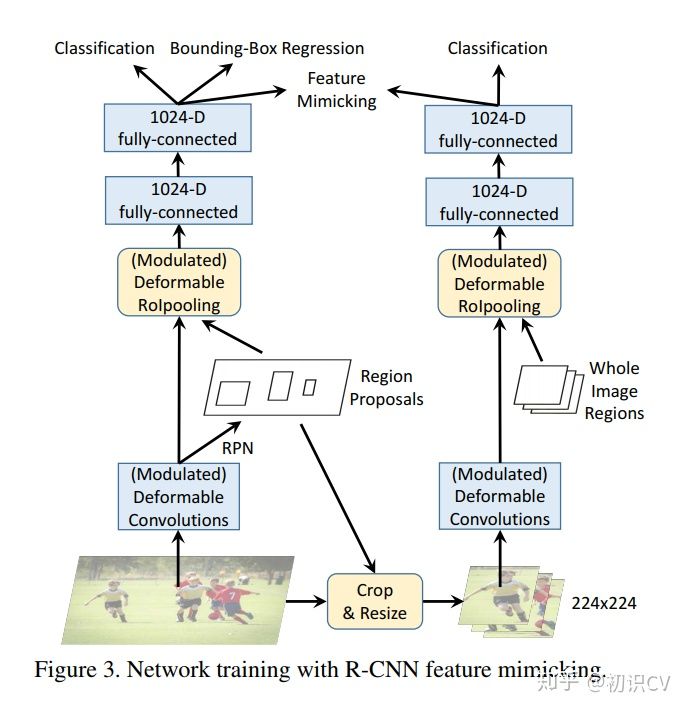 Classification
Bounding-Box Regression
Classification
Feature
Mimicking
1024-D
fully-connected
1024-D
fully-connected
1024-D
fully-connected
1024-D
fully-connected
(Modulated)
Deformable
RoIpooling
(Modulated)
Deformable
RoIpooling
Region
Proposals
Whole
Image
Regions
RPN
(Modulated)
Deformable
Convolutions
(Modulated)
Deformable
Convolutions
Crop
& Resize
224x224
Figure 3. Network training with R-CNN feature mimicking.
知乎 @初识CV